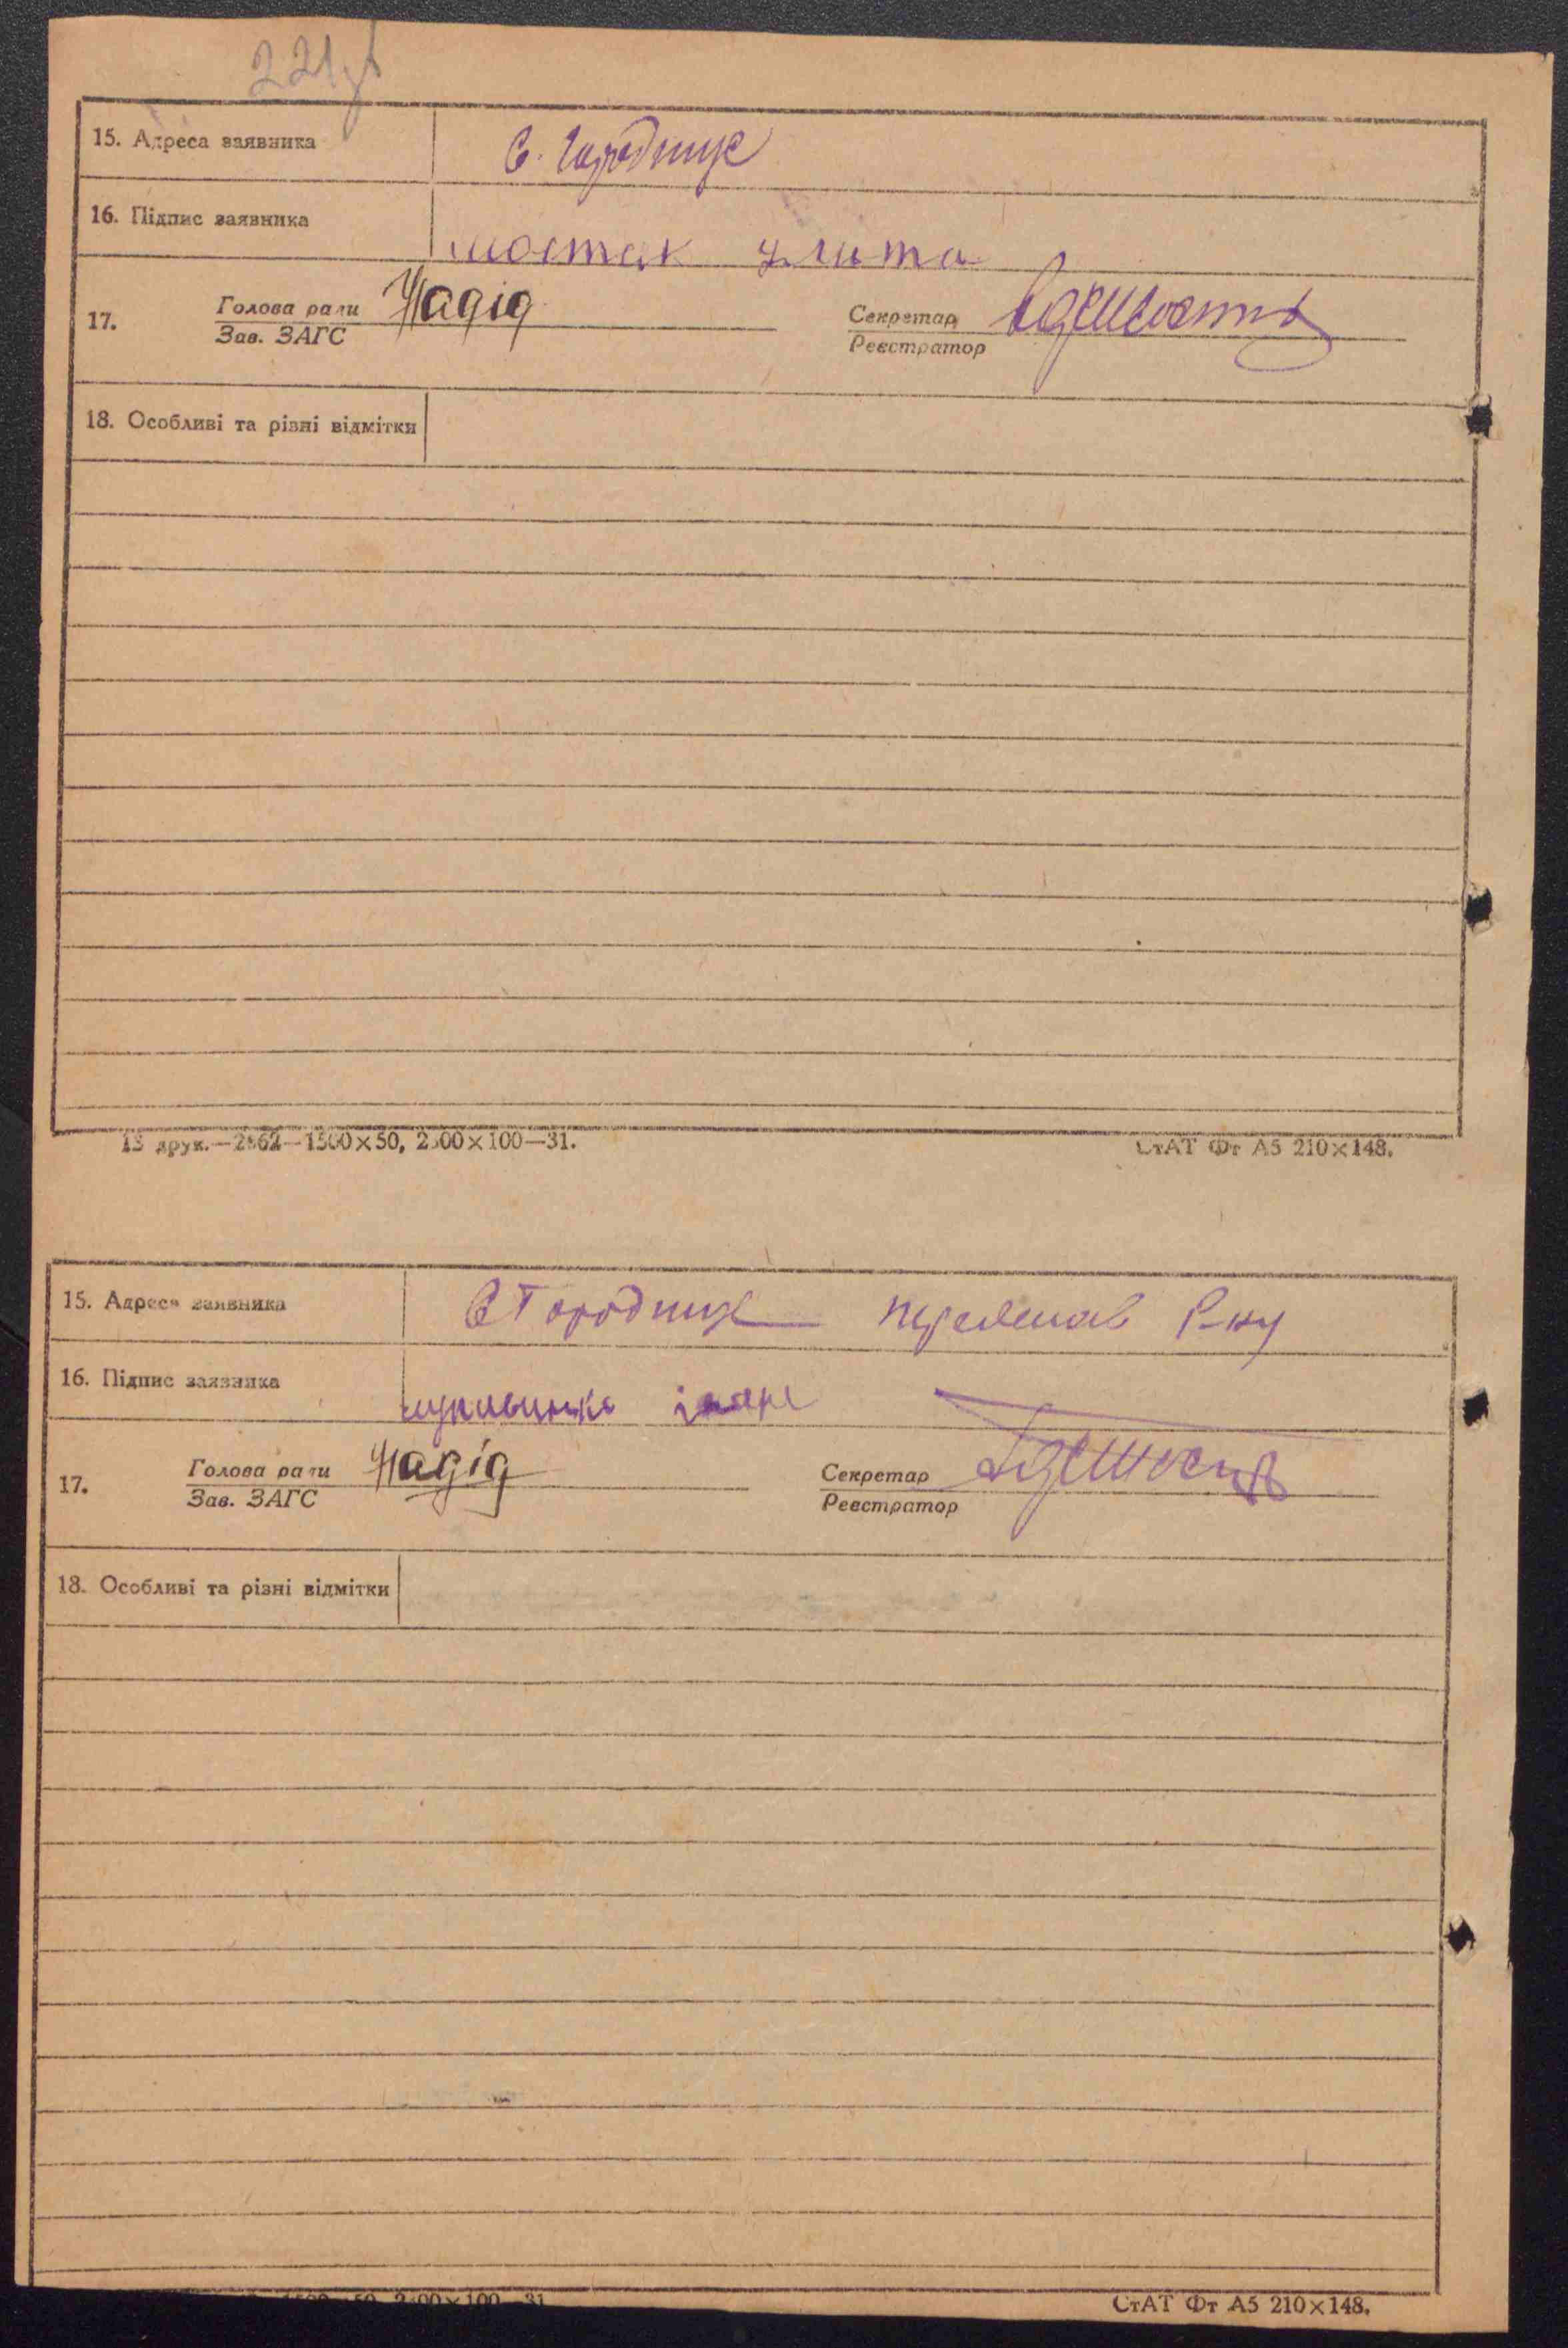 221
15. Адреса заявника С. Городище
16. Підпис заявника шостак улита
17. Голова ради Надід Секретар
Зав. ЗАГС Реєстратор
18. Особливі та різні відмітки
13 друк.—2862—1500×50, 2500×100—31.
СтАТ Фт А5 210×148.
15. Адреса заявника С Городище Переяслав Р-ну
16. Підпис заявника
17. Голова ради Надід Секретар
Зав. ЗАГС Реєстратор
18. Особливі та різні відмітки
СтАТ Фт А5 210×148.